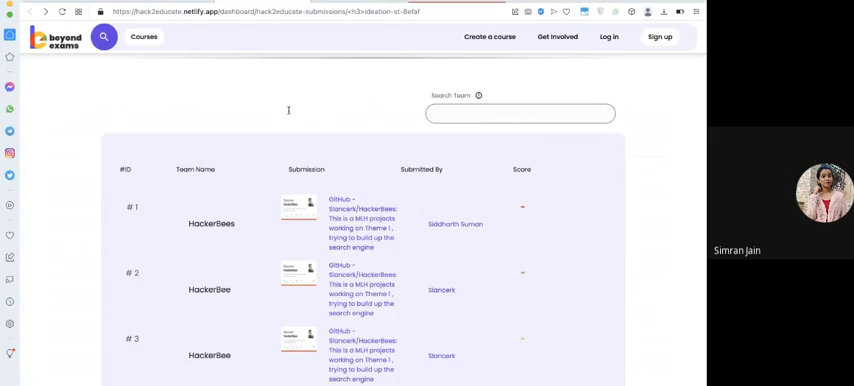 https://hack2educate.netlify.app/dashboard/hack2educate-submissions/<h3>ideation-st-8efaf
beyond
exams
Courses
Create a course
Get Involved
Log in
Sign up
Search Team
#ID
Team Name
Submission
Submitted By
Score
# 1
HackerBees
GitHub -
Slancerk/HackerBees:
This is a MLH projects
working on Theme 1 ,
trying to build up the
search engine
Siddharth Suman
-
# 2
HackerBee
GitHub -
Slancerk/HackerBees:
This is a MLH projects
working on Theme 1 ,
trying to build up the
search engine
Slancerk
-
# 3
HackerBee
GitHub -
Slancerk/HackerBees:
This is a MLH projects
working on Theme 1 ,
trying to build up the
search engine
Slancerk
-
Simran Jain